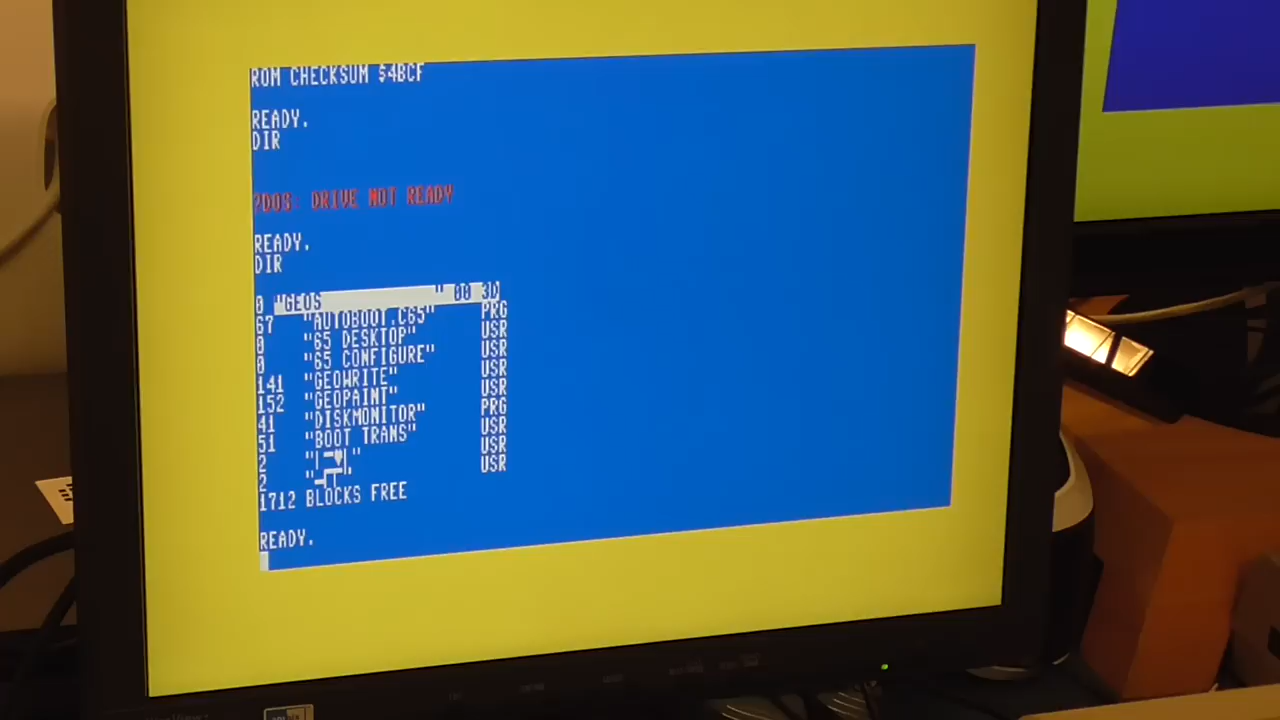 ROM CHECKSUM $4BCF
READY.
DIR
?DOS: DRIVE NOT READY
READY.
DIR
0 "GEOS            " 00 3D
67 "AUTOBOOT.C65" PRG
0 "65 DESKTOP" USR
0 "65 CONFIGURE" USR
141 "GEOWRITE" USR
152 "GEOPAINT" USR
41 "DISKMONITOR" PRG
51 "BOOT TRANS" USR
2 USR
2 USR
1712 BLOCKS FREE
READY.